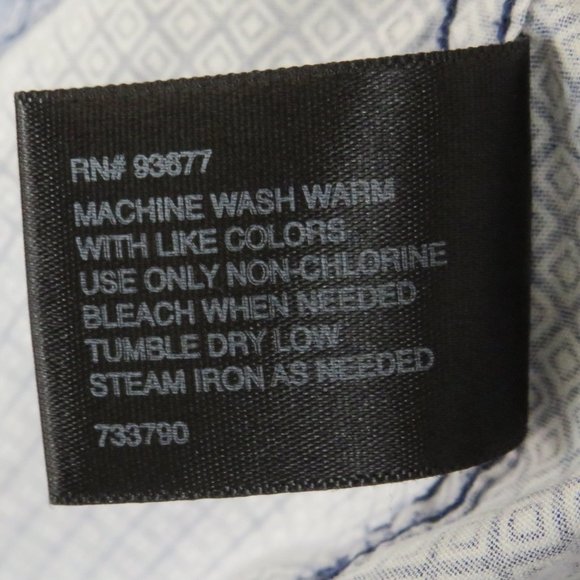 RN# 93677
MACHINE WASH WARM
WITH LIKE COLORS
USE ONLY NON-CHLORINE
BLEACH WHEN NEEDED
TUMBLE DRY LOW
STEAM IRON AS NEEDED
733790